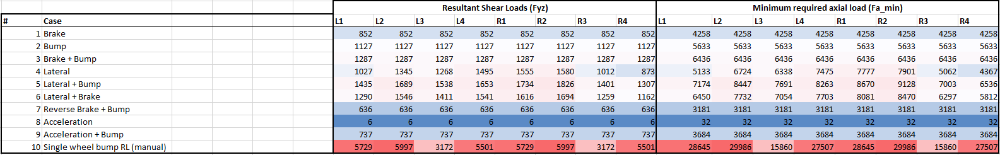 Resultant Shear Loads (Fyz) Minimum required axial load (Fa_min)
# Case L1 L2 L3 L4 R1 R2 R3 R4 L1 L2 L3 L4 R1 R2 R3 R4
1 Brake 852 852 852 852 852 852 852 852 4258 4258 4258 4258 4258 4258 4258 4258
2 Bump 1127 1127 1127 1127 1127 1127 1127 1127 5633 5633 5633 5633 5633 5633 5633 5633
3 Brake + Bump 1287 1287 1287 1287 1287 1287 1287 1287 6436 6436 6436 6436 6436 6436 6436 6436
4 Lateral 1027 1345 1268 1495 1555 1580 1012 873 5133 6724 6338 7475 7777 7901 5062 4367
5 Lateral + Bump 1435 1689 1538 1653 1734 1826 1401 1307 7174 8447 7691 8263 8670 9128 7003 6536
6 Lateral + Brake 1290 1546 1411 1541 1616 1694 1259 1162 6450 7732 7054 7703 8081 8470 6297 5812
7 Reverse Brake + Bump 636 636 636 636 636 636 636 636 3181 3181 3181 3181 3181 3181 3181 3181
8 Acceleration 6 6 6 6 6 6 6 6 32 32 32 32 32 32 32 32
9 Acceleration + Bump 737 737 737 737 737 737 737 737 3684 3684 3684 3684 3684 3684 3684 3684
10 Single wheel bump RL (manual) 5729 5997 3172 5501 5729 5997 3172 5501 28645 29986 15860 27507 28645 29986 15860 27507